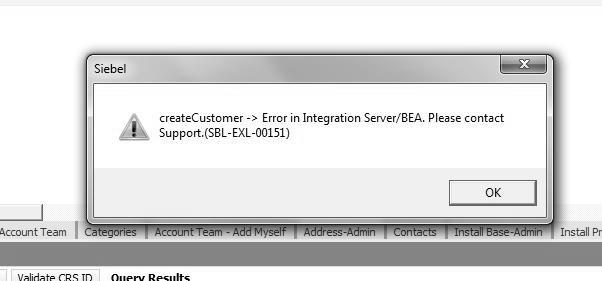 Siebel
createCustomer -> Error in Integration Server/BEA. Please contact
Support.(SBL-EXL-00151)
OK
Account Team Categories Account Team - Add Myself Address-Admin Contacts Install Base-Admin Install Pr
Validate CRS ID Query Results